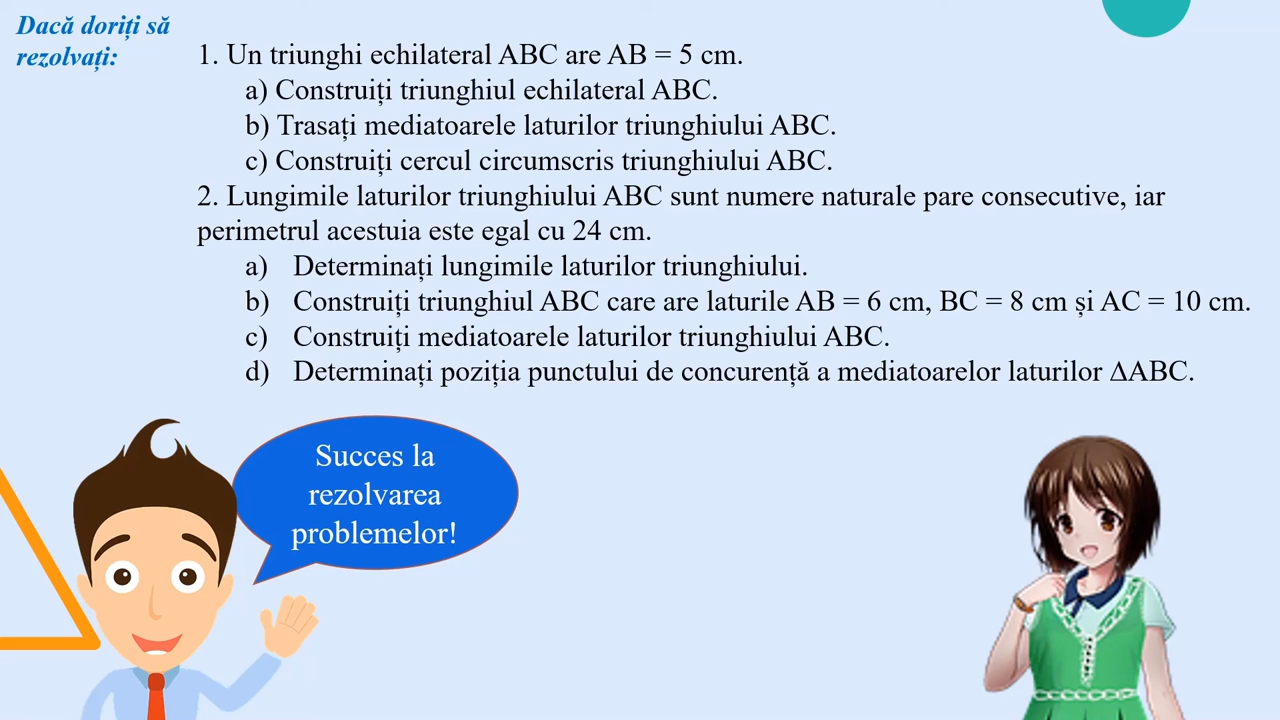 Dacă doriți să
rezolvați:
1. Un triunghi echilateral ABC are AB = 5 cm.
a) Construiți triunghiul echilateral ABC.
b) Trasați mediatoarele laturilor triunghiului ABC.
c) Construiți cercul circumscris triunghiului ABC.
2. Lungimile laturilor triunghiului ABC sunt numere naturale pare consecutive, iar
perimetrul acestuia este egal cu 24 cm.
a) Determinați lungimile laturilor triunghiului.
b) Construiți triunghiul ABC care are laturile AB = 6 cm, BC = 8 cm și AC = 10 cm.
c) Construiți mediatoarele laturilor triunghiului ABC.
d) Determinați poziția punctului de concurență a mediatoarelor laturilor ∆ABC.
Succes la
rezolvarea
problemelor!